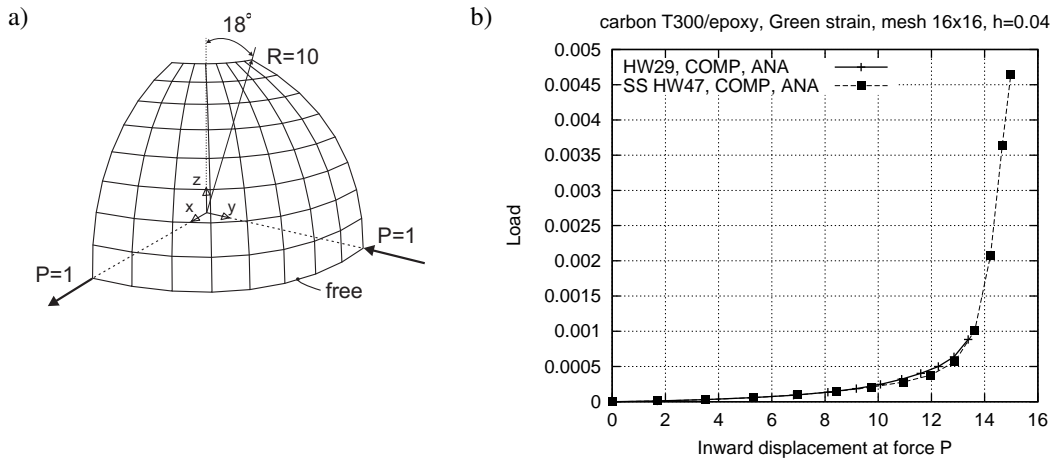 a)
18°
R=10
z
x
y
P=1
P=1
free
b)
carbon T300/epoxy, Green strain, mesh 16x16, h=0.04
HW29, COMP, ANA
SS HW47, COMP, ANA
0.005
0.0045
0.004
0.0035
0.003
0.0025
0.002
0.0015
0.001
0.0005
0
Load
0 2 4 6 8 10 12 14 16
Inward displacement at force P